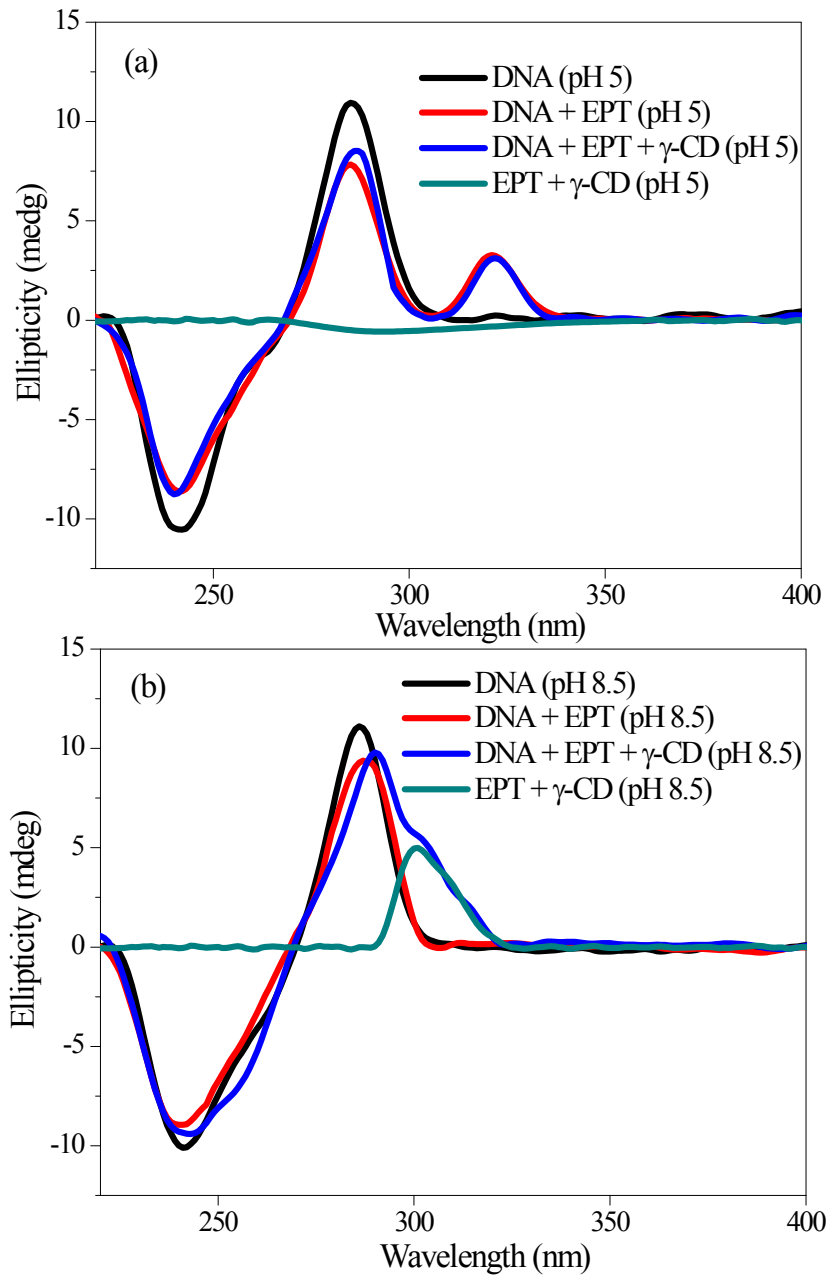 (a)
DNA (pH 5)
DNA + EPT (pH 5)
DNA + EPT + γ-CD (pH 5)
EPT + γ-CD (pH 5)
15
10
5
0
-5
-10
Ellipticity (medg)
250
300
350
400
Wavelength (nm)
(b)
DNA (pH 8.5)
DNA + EPT (pH 8.5)
DNA + EPT + γ-CD (pH 8.5)
EPT + γ-CD (pH 8.5)
15
10
5
0
-5
-10
Ellipticity (mdeg)
250
300
350
400
Wavelength (nm)